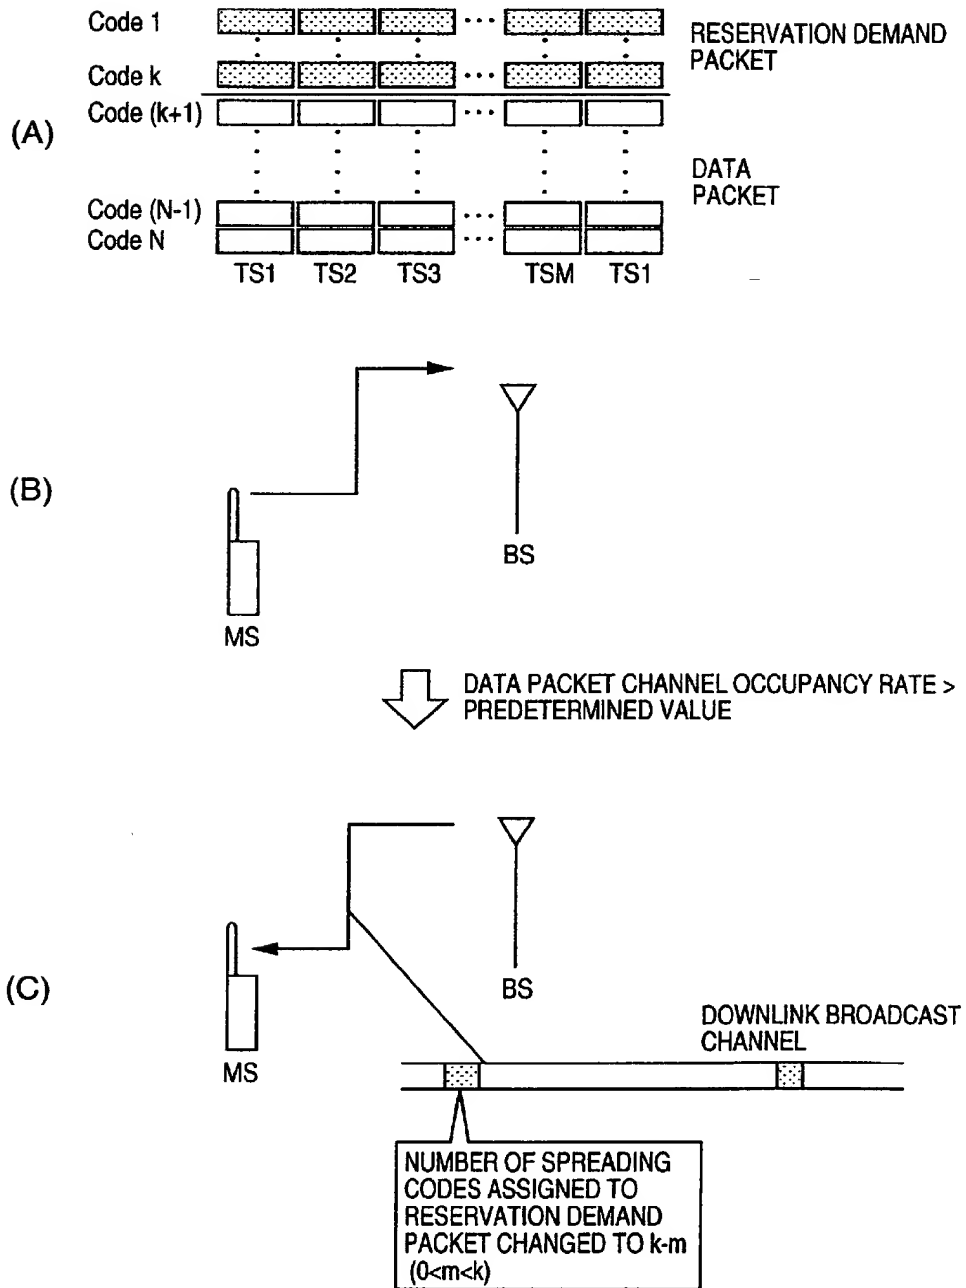 (A)
Code 1
Code k
Code (k+1)
Code (N-1)
Code N
TS1 TS2 TS3 TSM TS1
RESERVATION DEMAND
PACKET
DATA
PACKET
(B)
MS
BS
DATA PACKET CHANNEL OCCUPANCY RATE >
PREDETERMINED VALUE
(C)
MS
BS
DOWNLINK BROADCAST
CHANNEL
NUMBER OF SPREADING
CODES ASSIGNED TO
RESERVATION DEMAND
PACKET CHANGED TO k-m
(0<m<k)